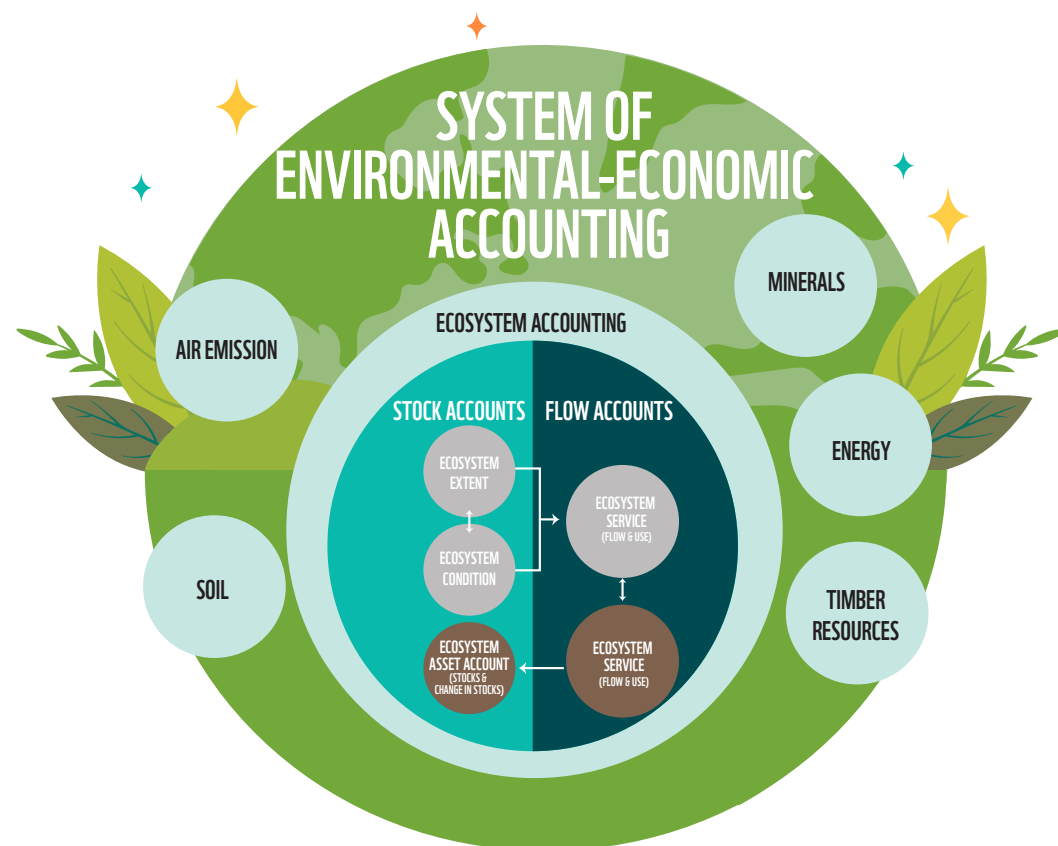 SYSTEM OF
ENVIRONMENTAL-ECONOMIC
ACCOUNTING
MINERALS
AIR EMISSION
ECOSYSTEM ACCOUNTING
STOCK ACCOUNTS
FLOW ACCOUNTS
ECOSYSTEM
EXTENT
ECOSYSTEM
CONDITION
ECOSYSTEM
ASSET ACCOUNT
(STOCKS &
CHANGE IN STOCKS)
ECOSYSTEM
SERVICE
(FLOW & USE)
ECOSYSTEM
SERVICE
(FLOW & USE)
ENERGY
SOIL
TIMBER
RESOURCES